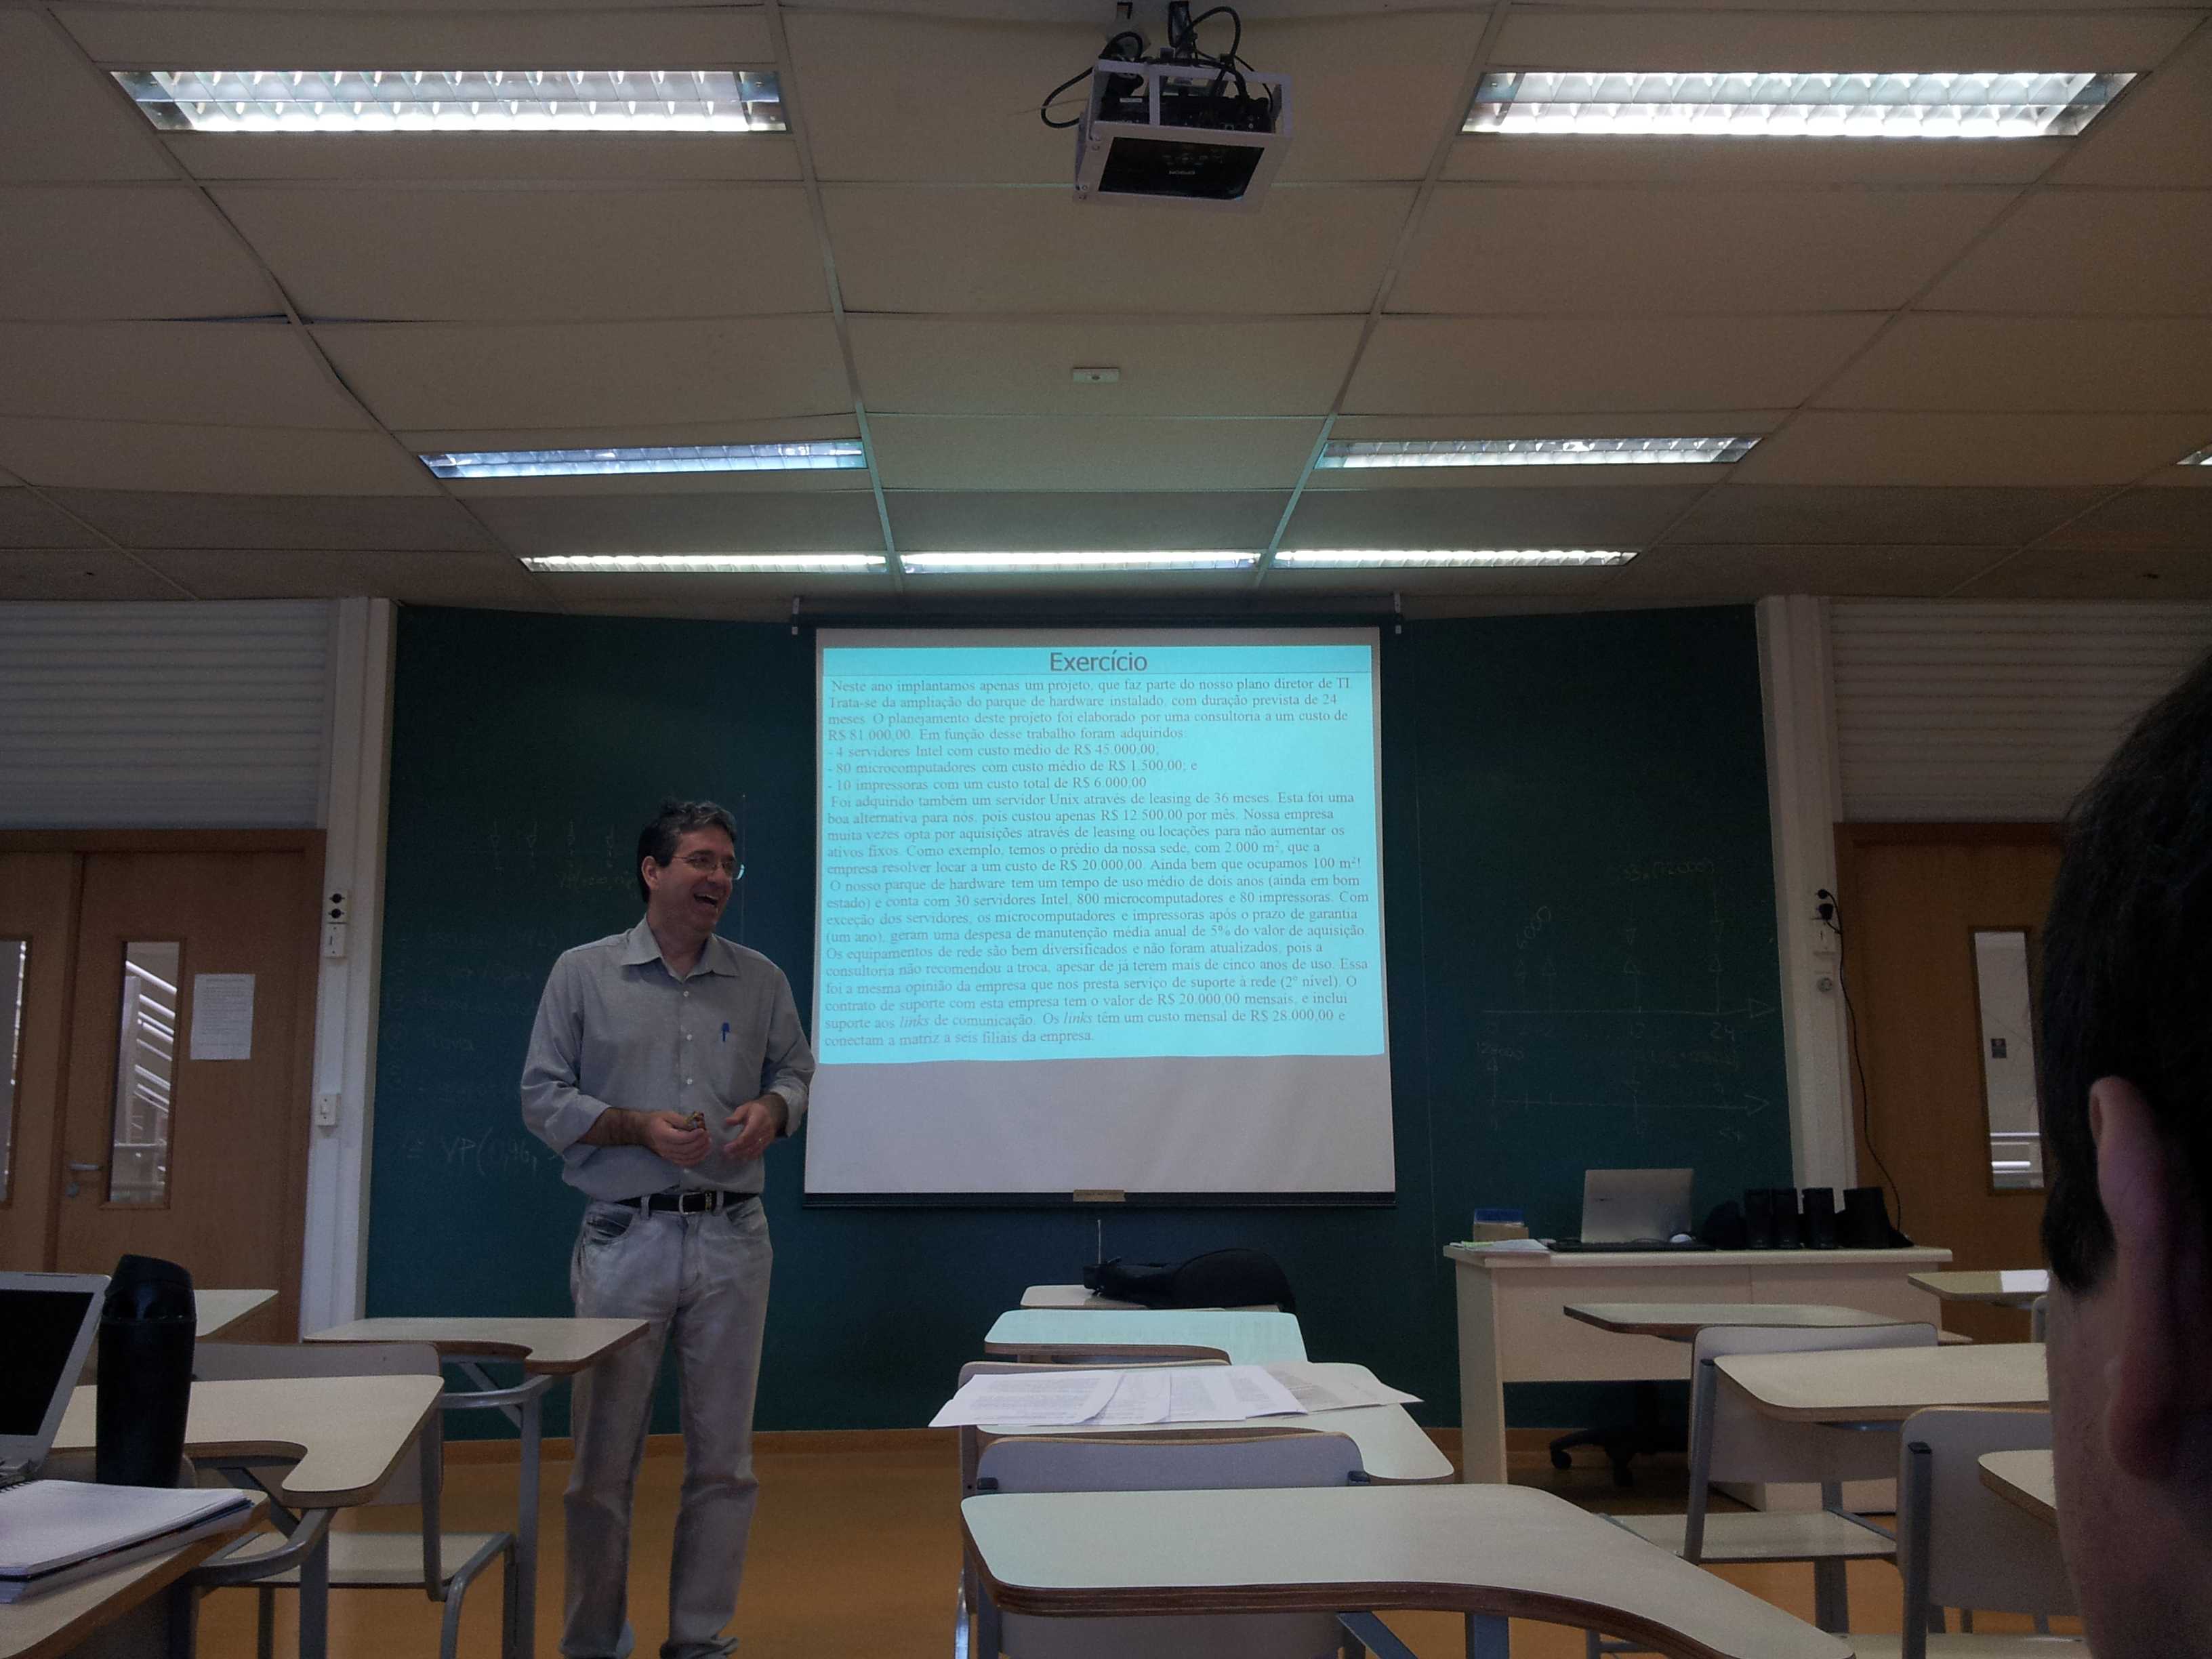 EPSON
Exercício
Neste ano implantamos apenas um projeto, que faz parte do nosso plano diretor de TI.
Trata-se da ampliação do parque de hardware instalado, com duração prevista de 24
meses. O planejamento deste projeto foi elaborado por uma consultoria a um custo de
R$ 81.000,00. Em função desse trabalho foram adquiridos:
- 4 servidores Intel com custo médio de R$ 45.000,00;
- 80 microcomputadores com custo médio de R$ 1.500,00; e
- 10 impressoras com um custo total de R$ 6.000,00
Foi adquirido também um servidor Unix através de leasing de 36 meses. Esta foi uma
boa alternativa para nós, pois custou apenas R$ 12.500,00 por mês. Nossa empresa
muita vezes opta por aquisições através de leasing ou locações para não aumentar os
ativos fixos. Como exemplo, temos o prédio da nossa sede, com 2.000 m², que a
empresa resolver locar a um custo de R$ 20.000,00. Ainda bem que ocupamos 100 m²!
O nosso parque de hardware tem um tempo de uso médio de dois anos (ainda em bom
estado) e conta com 30 servidores Intel, 800 microcomputadores e 80 impressoras. Com
exceção dos servidores, os microcomputadores e impressoras após o prazo de garantia
(um ano), geram uma despesa de manutenção média anual de 5% do valor de aquisição.
Os equipamentos de rede são bem diversificados e não foram atualizados, pois a
consultoria não recomendou a troca, apesar de já terem mais de cinco anos de uso. Essa
foi a mesma opinião da empresa que nos presta serviço de suporte à rede (2º nível). O
contrato de suporte com esta empresa tem o valor de R$ 20.000,00 mensais, e inclui
suporte aos links de comunicação. Os links têm um custo mensal de R$ 28.000,00 e
conectam a matriz a seis filiais da empresa.
6000
24
VP(